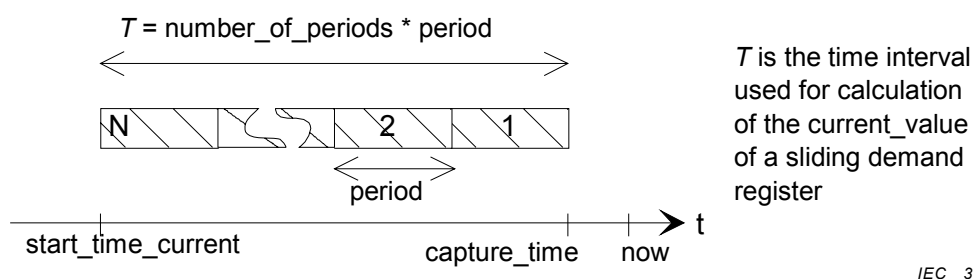 T = number_of_periods * period
T is the time interval
used for calculation
of the current_value
of a sliding demand
register
N
2
1
period
t
start_time_current
capture_time
now
IEC 3